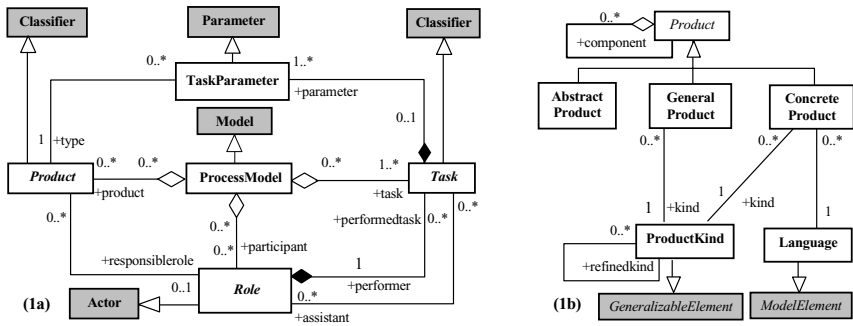 Classifier
Parameter
Classifier
0..*
1..*
TaskParameter
+parameter
Model
0..1
1
+type
0..*
0..*
0..*
1..*
Product
ProcessModel
Task
+product
+task
0..*
0..*
+performedtask
0..*
0..*
0..*
+participant
+responsiblerole
1
Role
+performer
(1a)
Actor
0..1
0..*
+assistant
0..*
Product
+component
Abstract
Product
General
Product
Concrete
Product
0..*
0..*
0..*
1
1
+kind
+kind
1
0..*
ProductKind
Language
+refinedkind
(1b)
GeneralizableElement
ModelElement